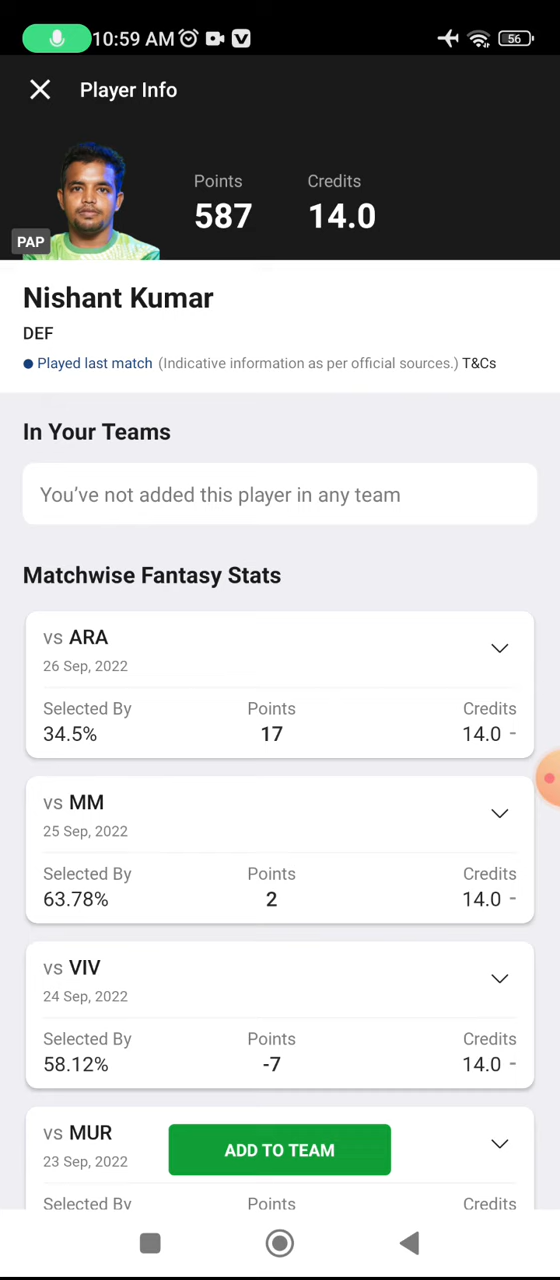 10:59 AM
56
Player Info
Points
Credits
587
14.0
PAP
Nishant Kumar
DEF
Played last match (Indicative information as per official sources.) T&Cs
In Your Teams
You've not added this player in any team
Matchwise Fantasy Stats
vs ARA
26 Sep, 2022
Selected By Points Credits
34.5% 17 14.0 -
vs MM
25 Sep, 2022
Selected By Points Credits
63.78% 2 14.0 -
vs VIV
24 Sep, 2022
Selected By Points Credits
58.12% -7 14.0 -
vs MUR
23 Sep, 2022
ADD TO TEAM
Selected By Points Credits